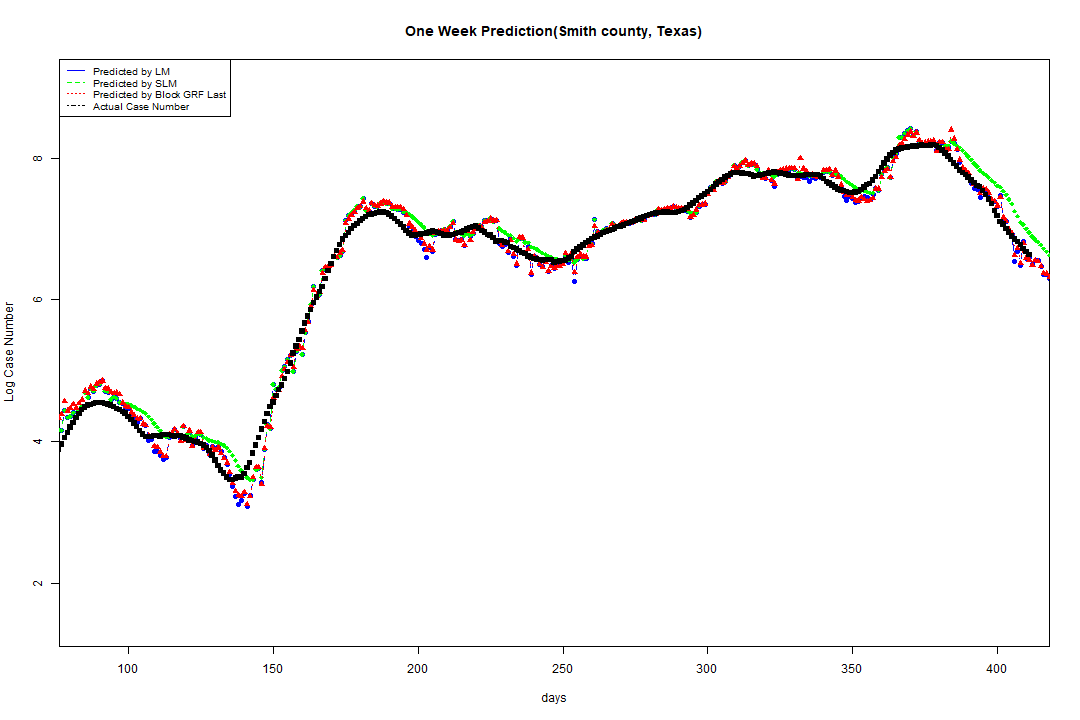 One Week Prediction(Smith county, Texas)
Predicted by LM
Predicted by SLM
Predicted by Block GRF Last
Actual Case Number
8
6
4
2
Log Case Number
100 150 200 250 300 350 400
days